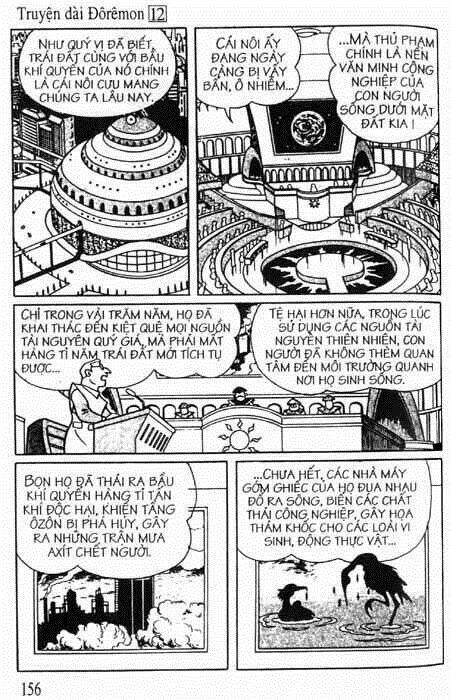 Truyện dài Đôrêmon 12
NHƯ QUÝ VỊ ĐÃ BIẾT,
TRÁI ĐẤT CÙNG VỚI BẦU
KHÍ QUYỂN CỦA NÓ CHÍNH
LÀ CÁI NÔI CƯU MANG
CHÚNG TA LÂU NAY.
CÁI NÔI ẤY
ĐANG NGÀY
CÀNG BỊ VẤY
BẨN, Ô NHIỄM...
...MÀ THỦ PHẠM
CHÍNH LÀ NỀN
VĂN MINH CÔNG
NGHIỆP CỦA
CON NGƯỜI
SỐNG DƯỚI MẶT
ĐẤT KIA!
CHỈ TRONG VÀI TRĂM NĂM, HỌ ĐÃ
KHAI THÁC ĐẾN KIỆT QUỆ MỌI NGUỒN
TÀI NGUYÊN QUÝ GIÁ, MÀ PHẢI MẤT
HÀNG TỈ NĂM TRÁI ĐẤT MỚI TÍCH TỤ
ĐƯỢC...
TỆ HẠI HƠN NỮA, TRONG LÚC
SỬ DỤNG CÁC NGUỒN TÀI
NGUYÊN THIÊN NHIÊN, CON
NGƯỜI ĐÃ KHÔNG THÈM QUAN
TÂM ĐẾN MÔI TRƯỜNG QUANH
NƠI HỌ SINH SỐNG.
BỌN HỌ ĐÃ THẢI RA BẦU
KHÍ QUYỂN HÀNG TỈ TẤN
KHÍ ĐỘC HẠI, KHIẾN TẦNG
ÔZÔN BỊ PHÁ HỦY, GÂY
RA NHỮNG TRẬN MƯA
AXÍT CHẾT NGƯỜI.
...CHƯA HẾT, CÁC NHÀ MÁY
GỚM GHIẾC CỦA HỌ ĐUA NHAU
ĐỔ RA SÔNG, BIỂN CÁC CHẤT
THẢI CÔNG NGHIỆP, GÂY HỌA
THẢM KHỐC CHO CÁC LOÀI VI
SINH, ĐỘNG THỰC VẬT...
156